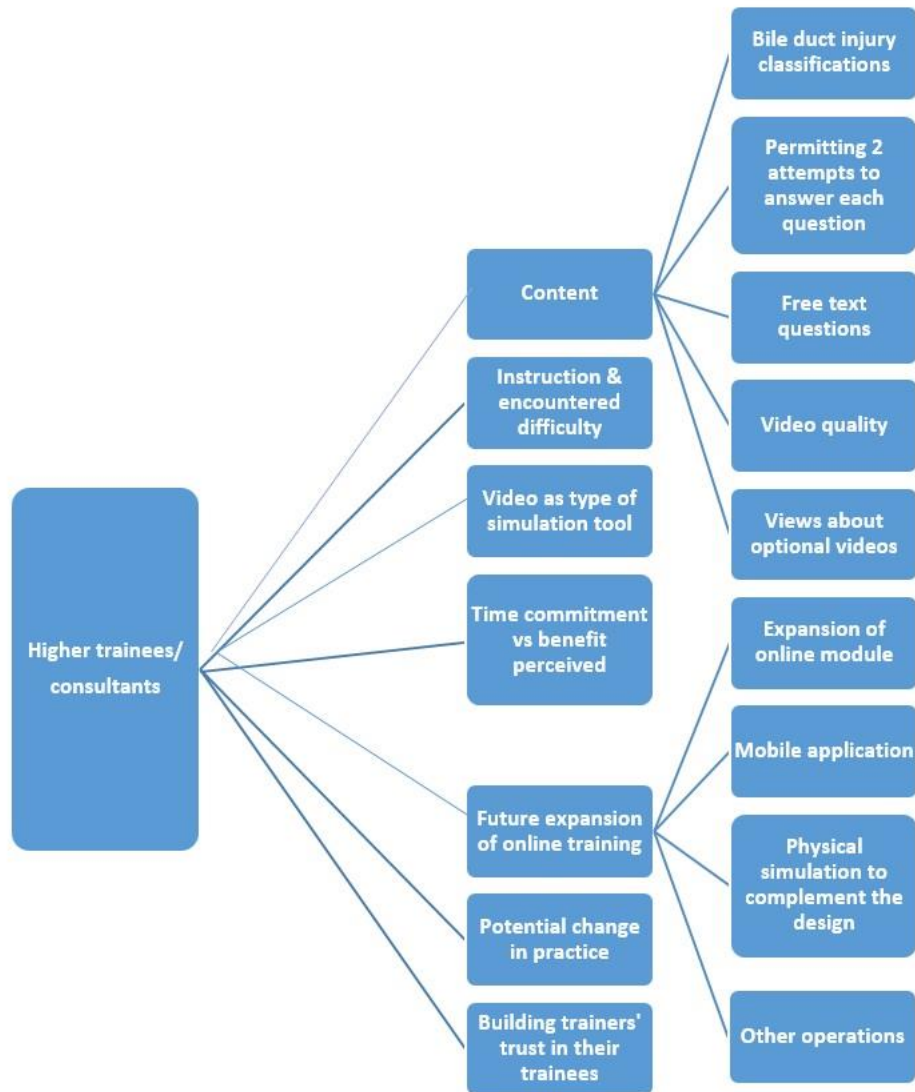 Higher trainees/
consultants
Content
Instruction &
encountered
difficulty
Video as type of
simulation tool
Time commitment
vs benefit
perceived
Future expansion
of online training
Potential change
in practice
Building trainers'
trust in their
trainees
Bile duct injury
classifications
Permitting 2
attempts to
answer each
question
Free text
questions
Video quality
Views about
optional videos
Expansion of
online module
Mobile application
Physical
simulation to
complement the
design
Other operations